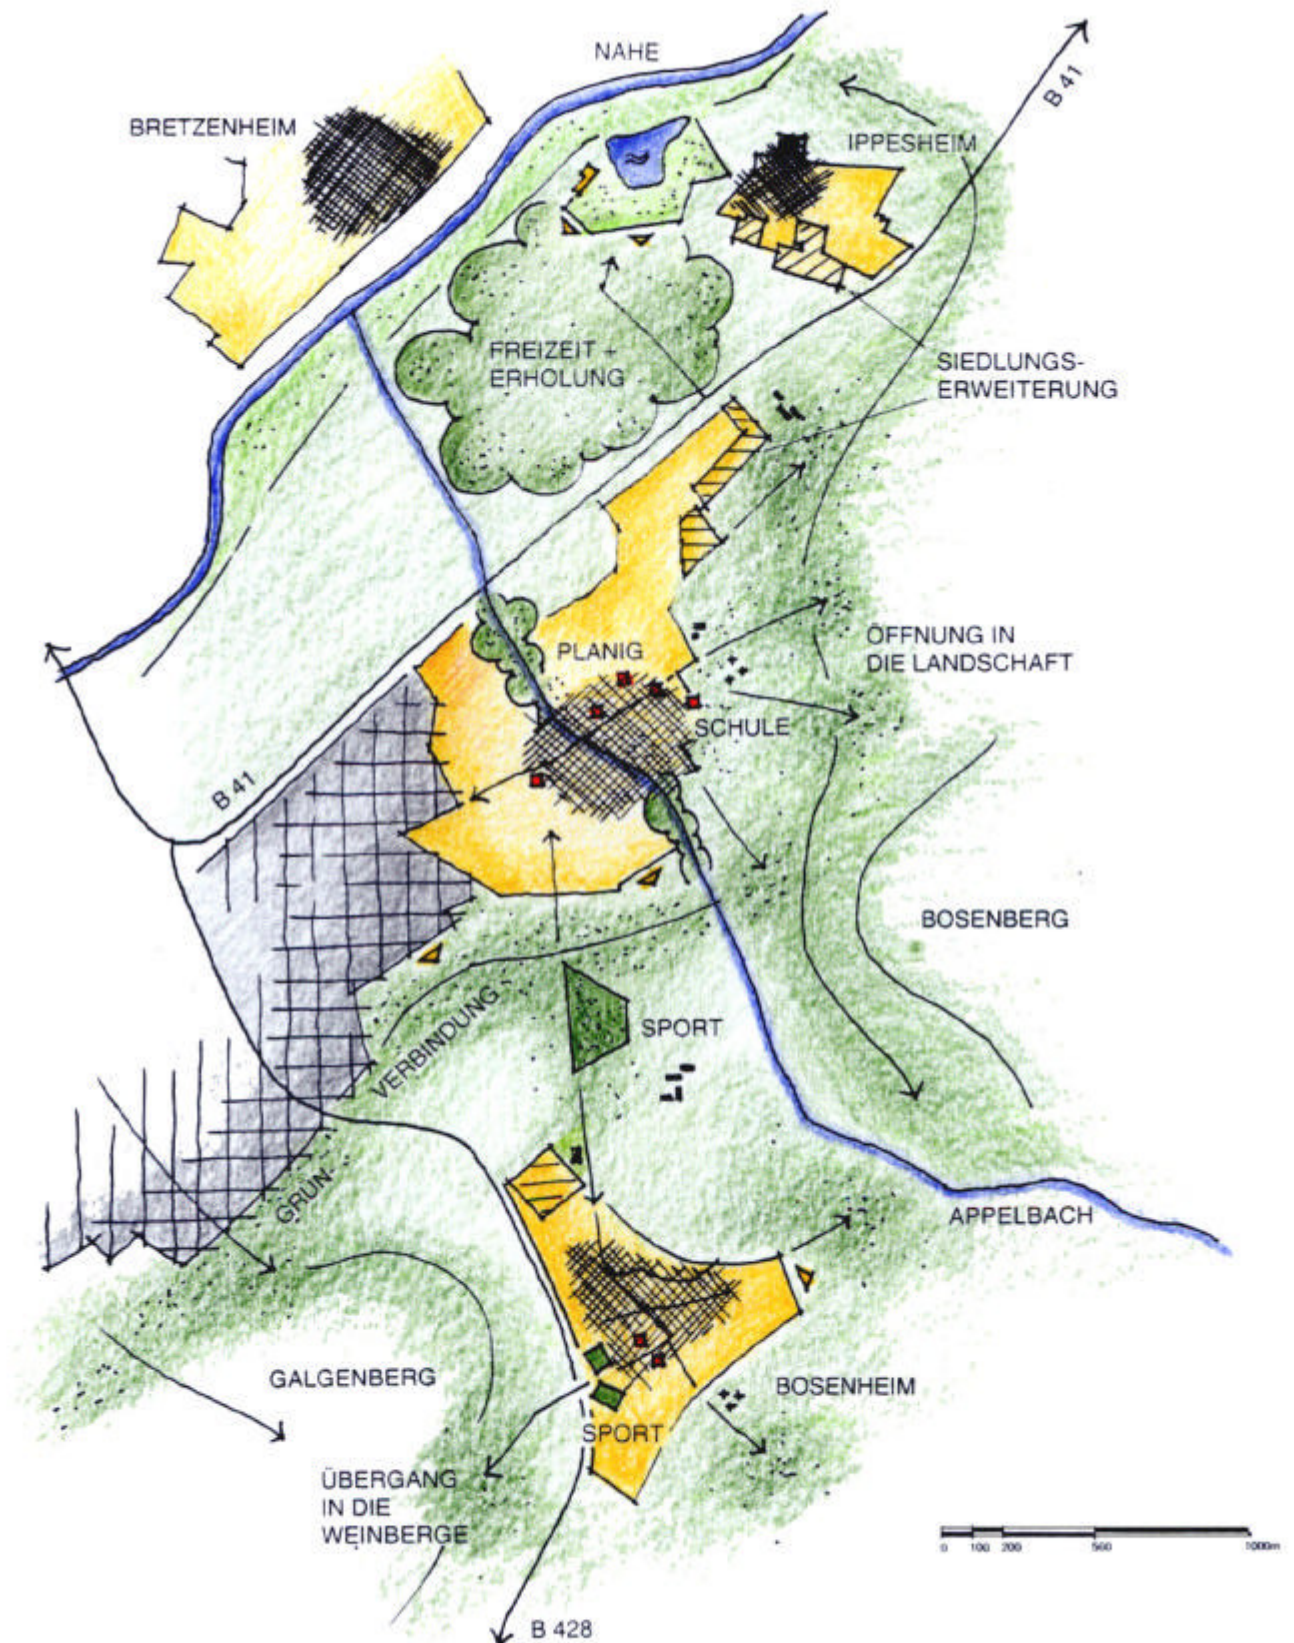 NAHE
B 41
BRETZENHEIM
IPPESHEIM
FREIZEIT +
ERHOLUNG
SIEDLUNGS-
ERWEITERUNG
PLANIG
ÖFFNUNG IN
DIE LANDSCHAFT
SCHULE
B 41
BOSENBERG
SPORT
VERBINDUNG
GRÜN
APPELBACH
GALGENBERG
BOSENHEIM
SPORT
ÜBERGANG
IN DIE
WEINBERGE
0 100 200 500 1000m
B 428